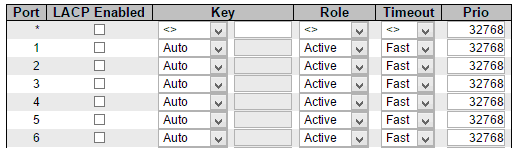 Port LACP Enabled Key Role Timeout Prio
* <> <> <> 32768
1 Auto Active Fast 32768
2 Auto Active Fast 32768
3 Auto Active Fast 32768
4 Auto Active Fast 32768
5 Auto Active Fast 32768
6 Auto Active Fast 32768